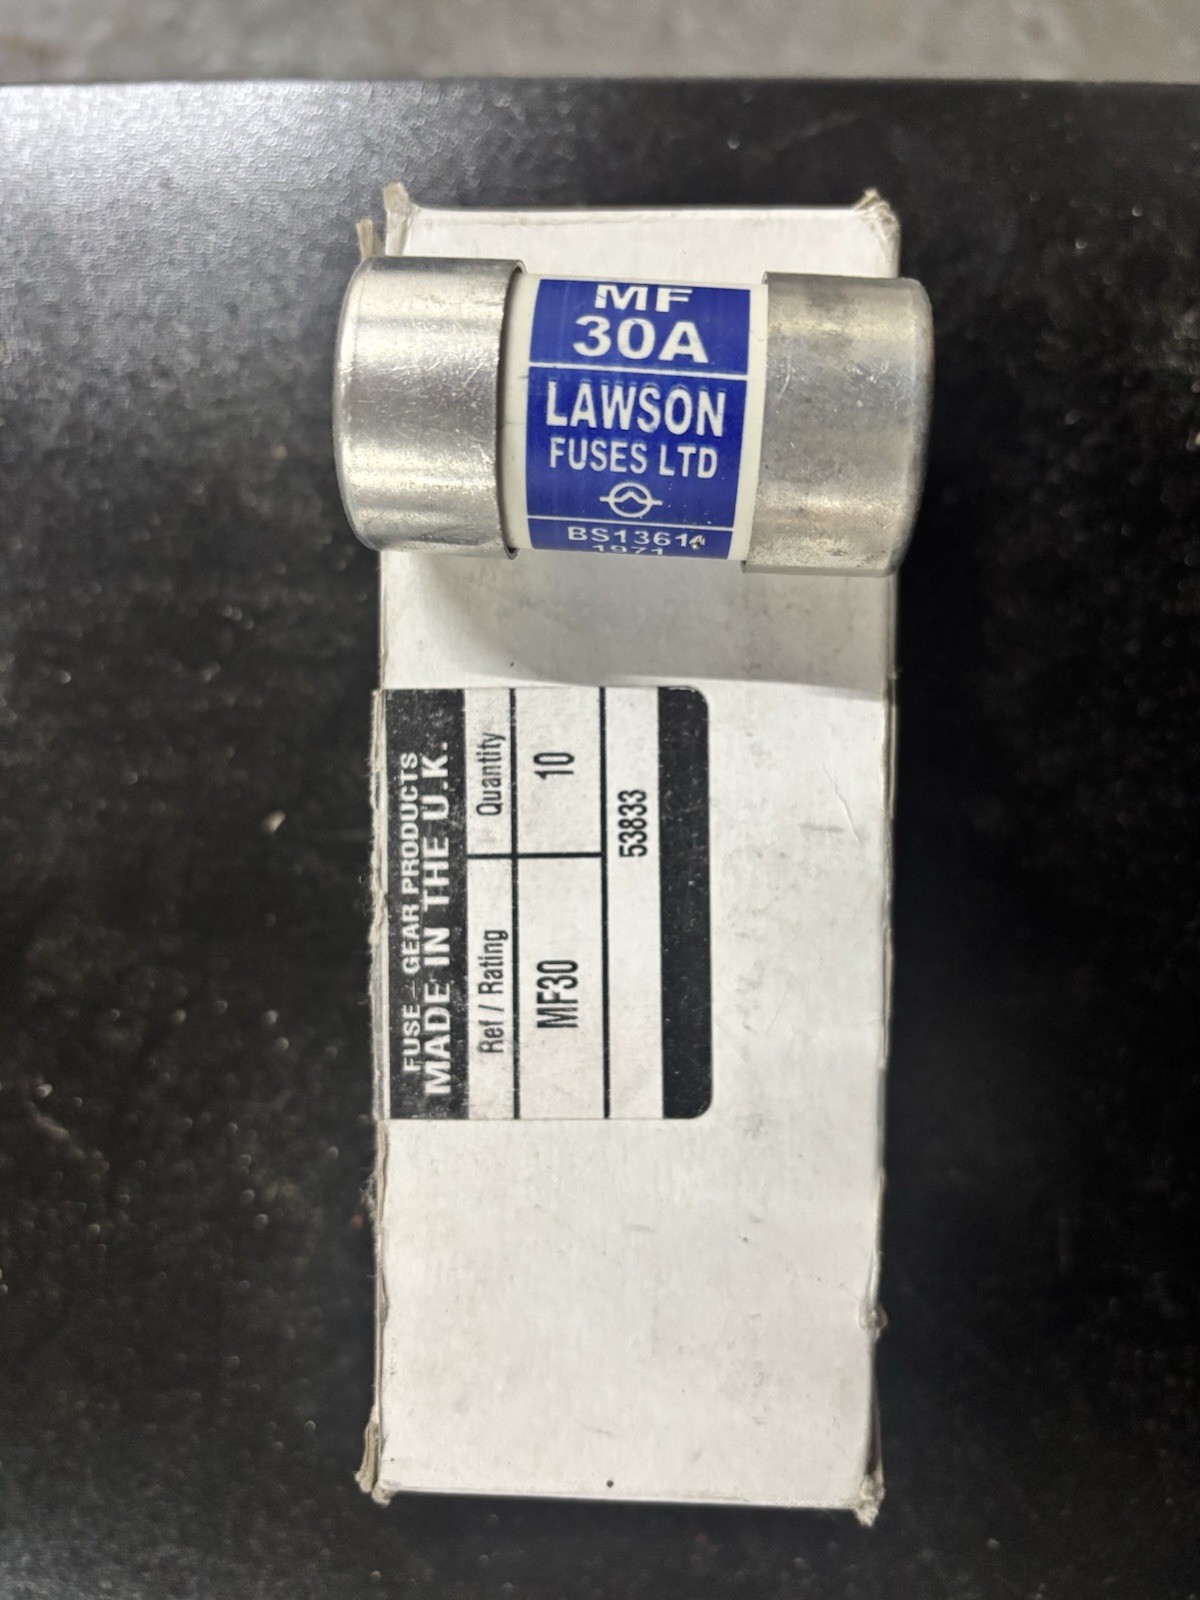 MF
30A
LAWSON
FUSES LTD
BS1361
1971
FUSE - GEAR PRODUCTS
MADE IN THE U.K.
Ref / Rating Quantity
MF30 10
53833